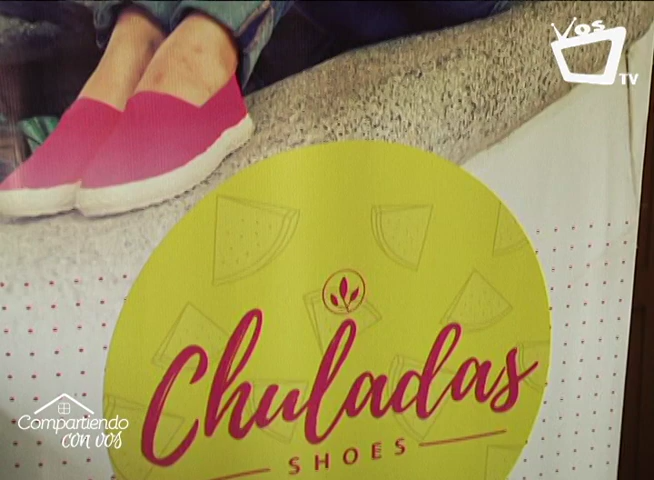 VOS
TV
Chuladas
SHOES
Compartiendo
con vos